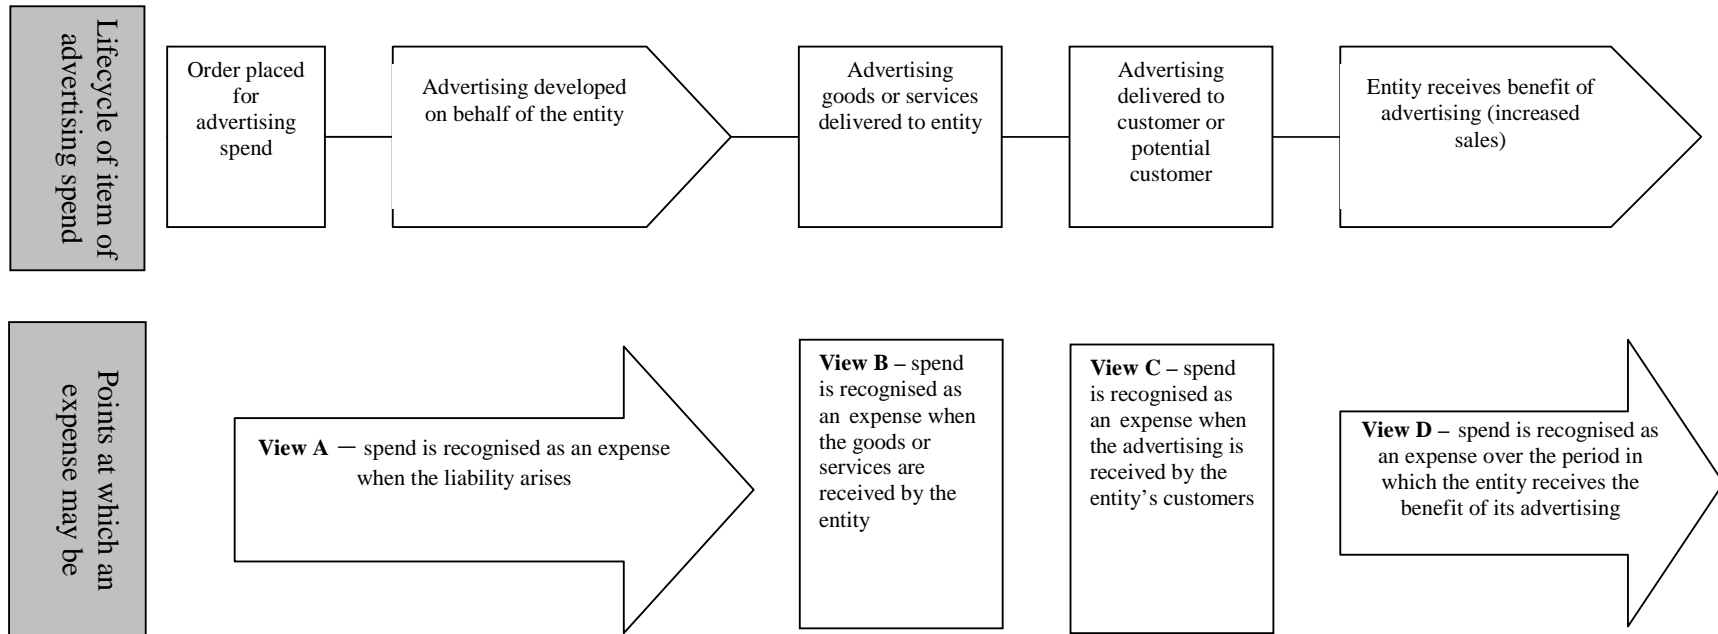 Lifecycle of item of
advertising spend
Order placed
for
advertising
spend
Advertising developed
on behalf of the entity
Advertising
goods or services
delivered to entity
Advertising
delivered to
customer or
potential
customer
Entity receives benefit of
advertising (increased
sales)
Points at which an
expense may be
View A — spend is recognised as an expense
when the liability arises
View B – spend
is recognised as
an expense when
the goods or
services are
received by the
entity
View C – spend
is recognised as
an expense when
the advertising is
received by the
entity’s customers
View D – spend is recognised as
an expense over the period in
which the entity receives the
benefit of its advertising